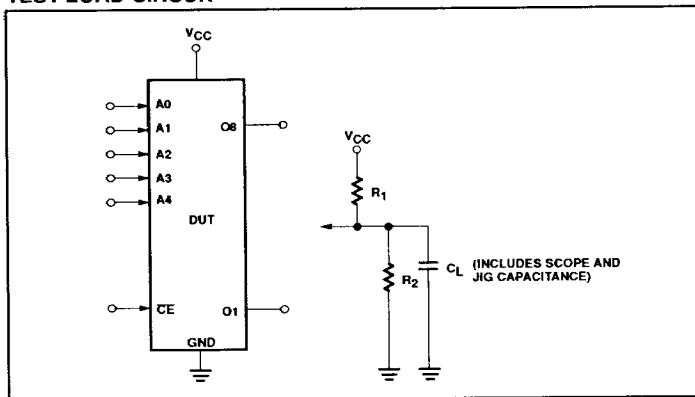 TEST LOAD CIRCUIT
VCC
A0
A1
A2
A3
A4
O8
DUT
CE
O1
GND
VCC
R1
R2
CL (INCLUDES SCOPE AND
JIG CAPACITANCE)